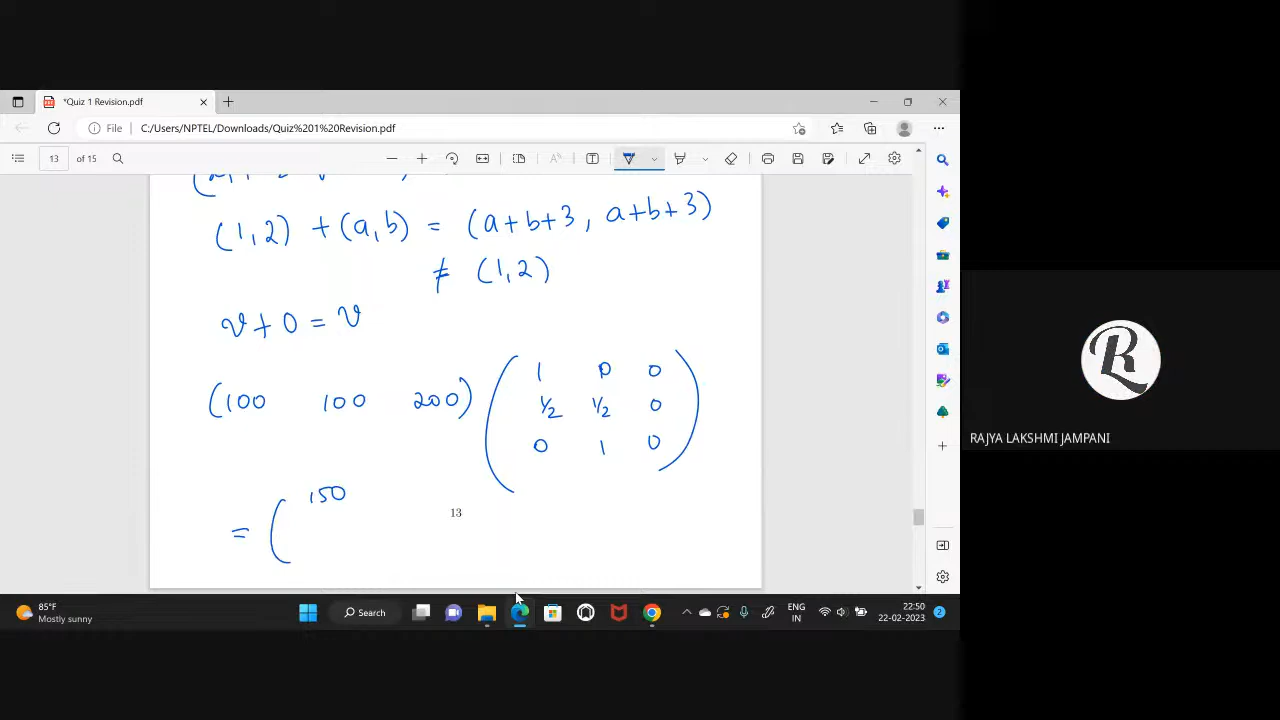 *Quiz 1 Revision.pdf
File C:/Users/NPTEL/Downloads/Quiz%201%20Revision.pdf
13 of 15
(1,2) + (a,b) = (a+b+3, a+b+3)
≠ (1,2)
v + 0 = v
(100 100 200) ( 1 0 0
1/2 1/2 0
0 1 0 )
= ( 150
13
RAJYA LAKSHMI JAMPANI
85°F
Mostly sunny
Search
ENG
IN
22:50
22-02-2023
2